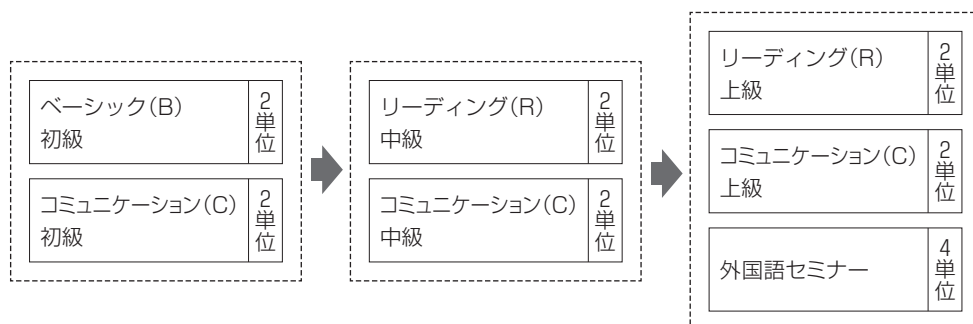 ベーシック(B)
初級
2単位
コミュニケーション(C)
初級
2単位
リーディング(R)
中級
2単位
コミュニケーション(C)
中級
2単位
リーディング(R)
上級
2単位
コミュニケーション(C)
上級
2単位
外国語セミナー
4単位